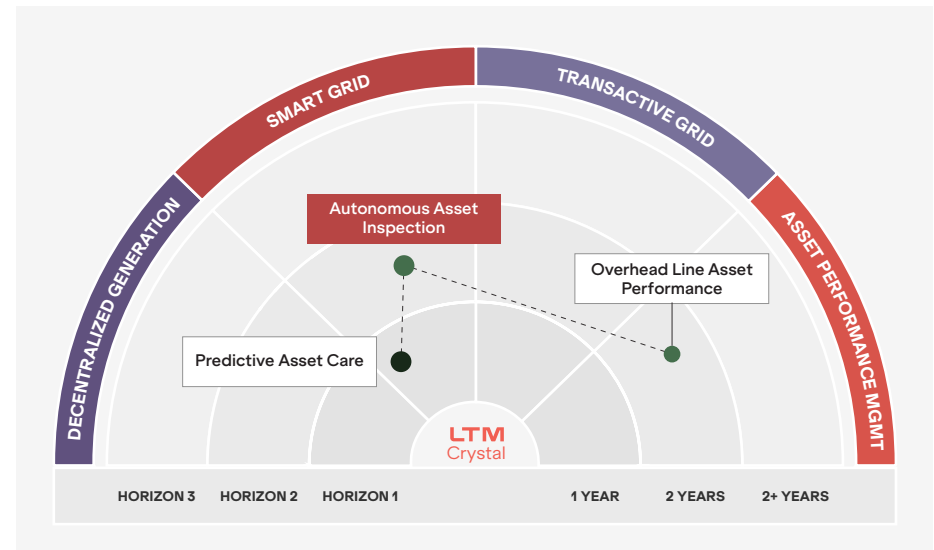 DECENTRALIZED GENERATION
SMART GRID
TRANSACTIVE GRID
ASSET PERFORMANCE MGMT
Autonomous Asset
Inspection
Overhead Line Asset
Performance
Predictive Asset Care
LTM
Crystal
HORIZON 3
HORIZON 2
HORIZON 1
1 YEAR
2 YEARS
2+ YEARS